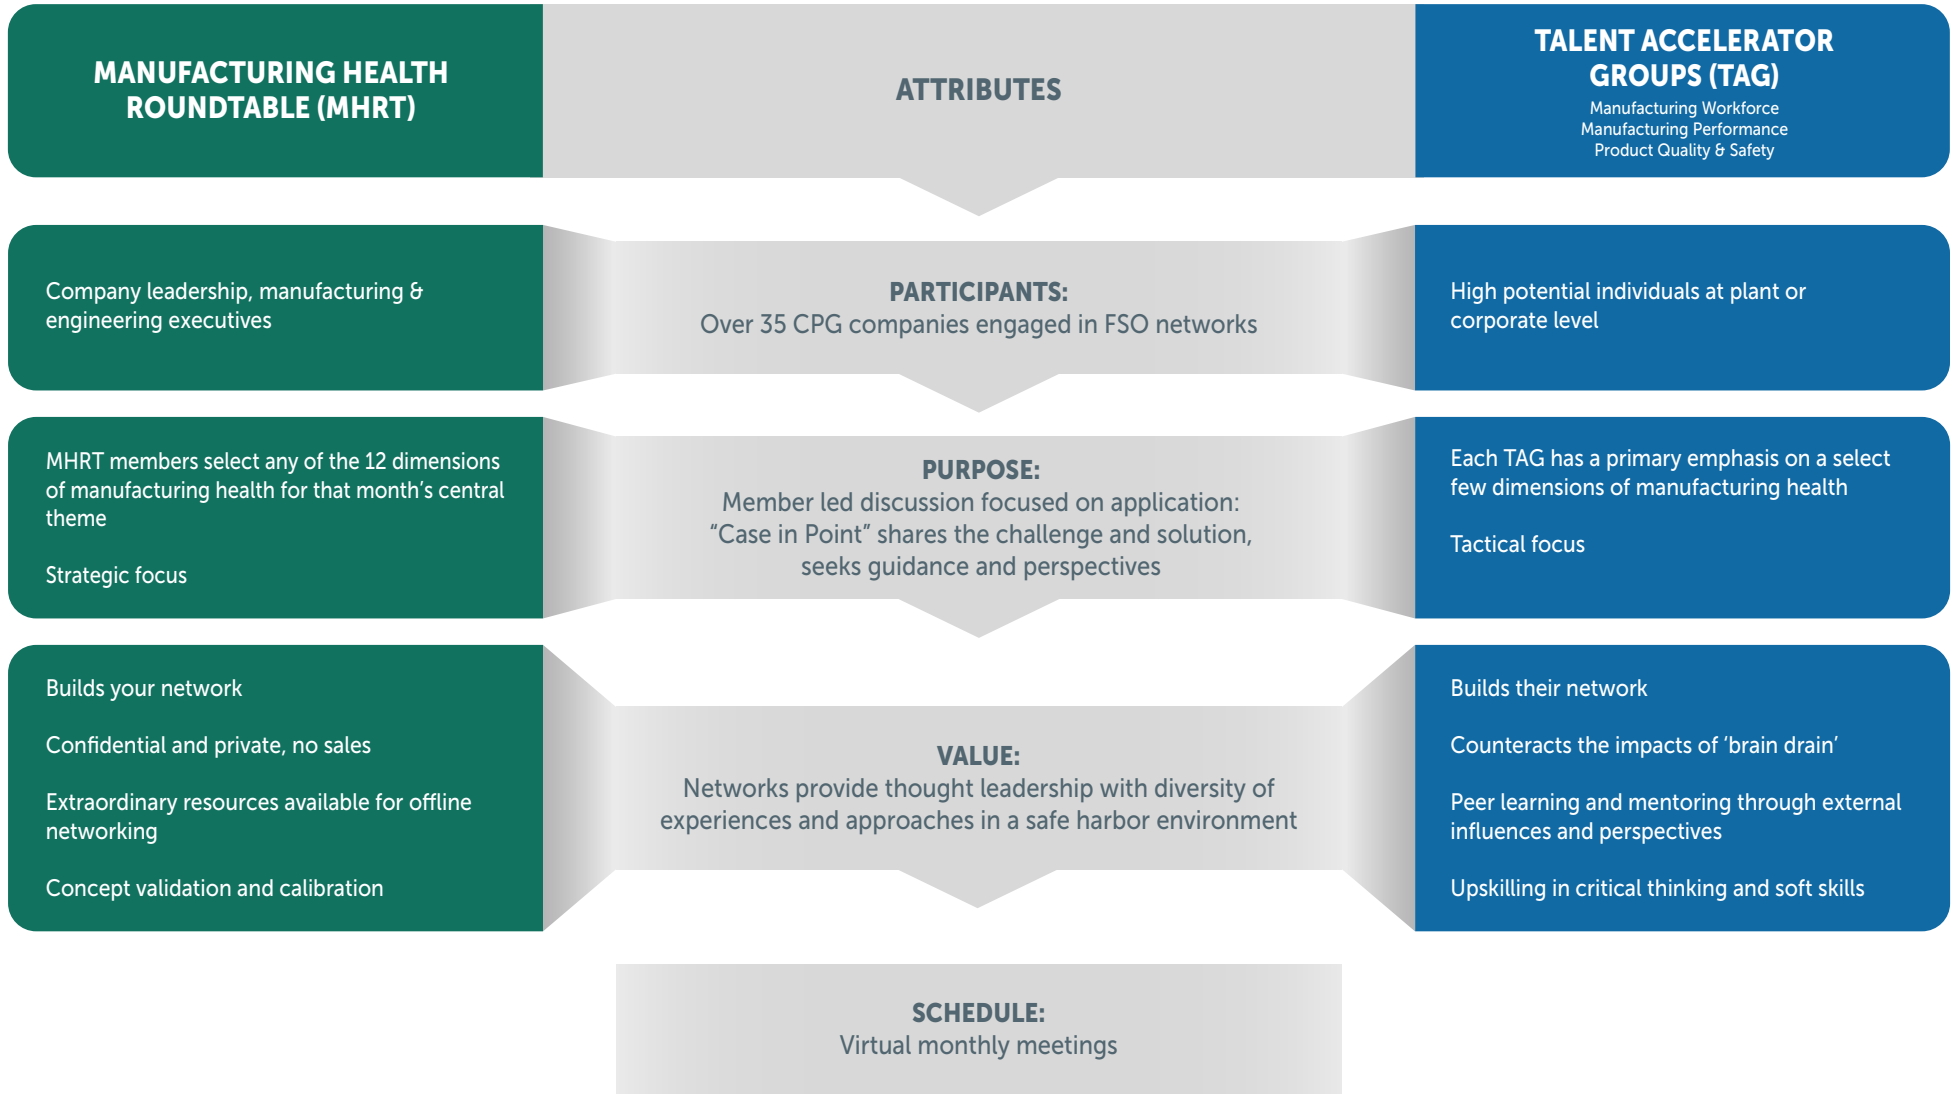 MANUFACTURING HEALTH
ROUNDTABLE (MHRT)
ATTRIBUTES
TALENT ACCELERATOR
GROUPS (TAG)
Manufacturing Workforce
Manufacturing Performance
Product Quality & Safety
Company leadership, manufacturing &
engineering executives
PARTICIPANTS:
Over 35 CPG companies engaged in FSO networks
High potential individuals at plant or
corporate level
MHRT members select any of the 12 dimensions
of manufacturing health for that month’s central
theme
Strategic focus
PURPOSE:
Member led discussion focused on application:
“Case in Point” shares the challenge and solution,
seeks guidance and perspectives
Each TAG has a primary emphasis on a select
few dimensions of manufacturing health
Tactical focus
Builds your network
Confidential and private, no sales
Extraordinary resources available for offline
networking
Concept validation and calibration
VALUE:
Networks provide thought leadership with diversity of
experiences and approaches in a safe harbor environment
Builds their network
Counteracts the impacts of ‘brain drain’
Peer learning and mentoring through external
influences and perspectives
Upskilling in critical thinking and soft skills
SCHEDULE:
Virtual monthly meetings